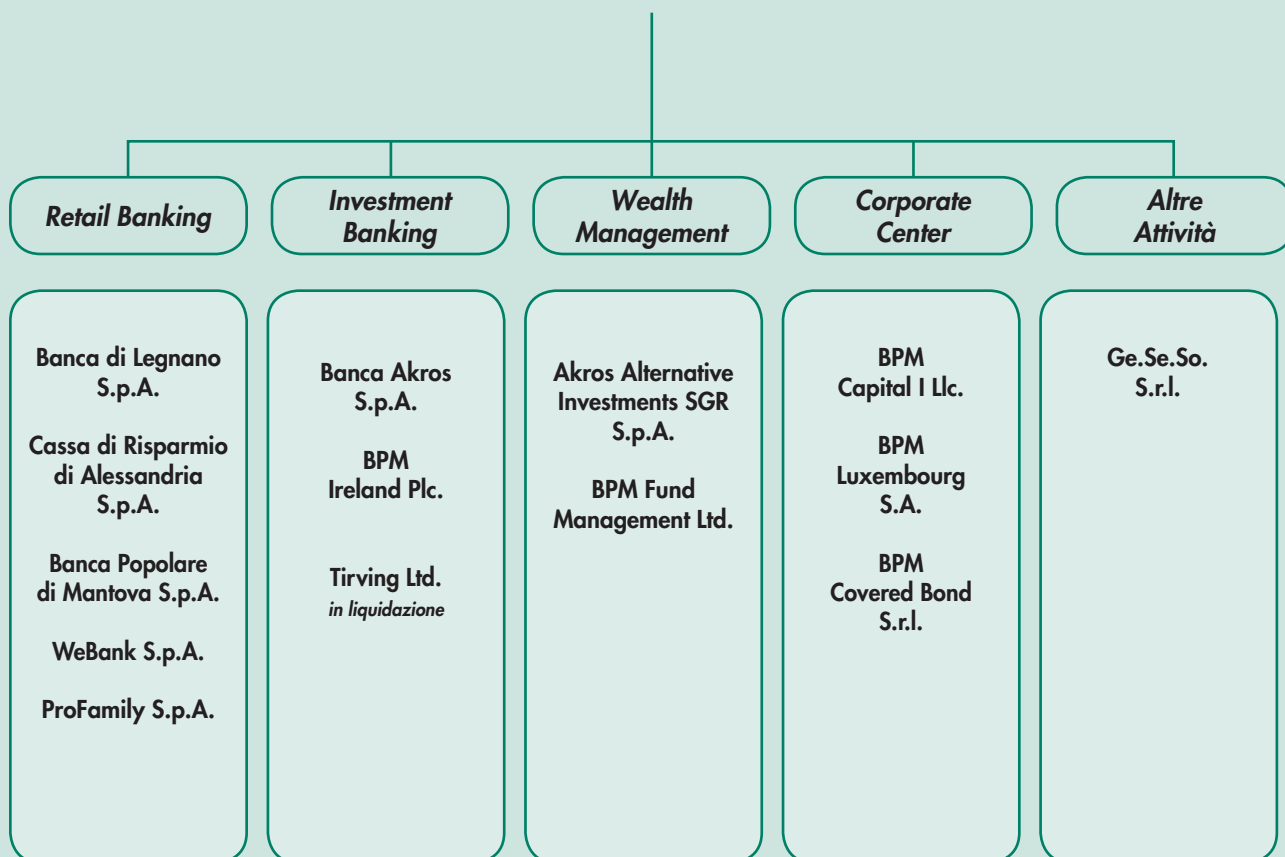 Retail Banking
Investment
Banking
Wealth
Management
Corporate
Center
Altre
Attività
Banca di Legnano
S.p.A.
Cassa di Risparmio
di Alessandria
S.p.A.
Banca Popolare
di Mantova S.p.A.
WeBank S.p.A.
ProFamily S.p.A.
Banca Akros
S.p.A.
BPM
Ireland Plc.
Tirving Ltd.
in liquidazione
Akros Alternative
Investments SGR
S.p.A.
BPM Fund
Management Ltd.
BPM
Capital I Llc.
BPM
Luxembourg
S.A.
BPM
Covered Bond
S.r.l.
Ge.Se.So.
S.r.l.